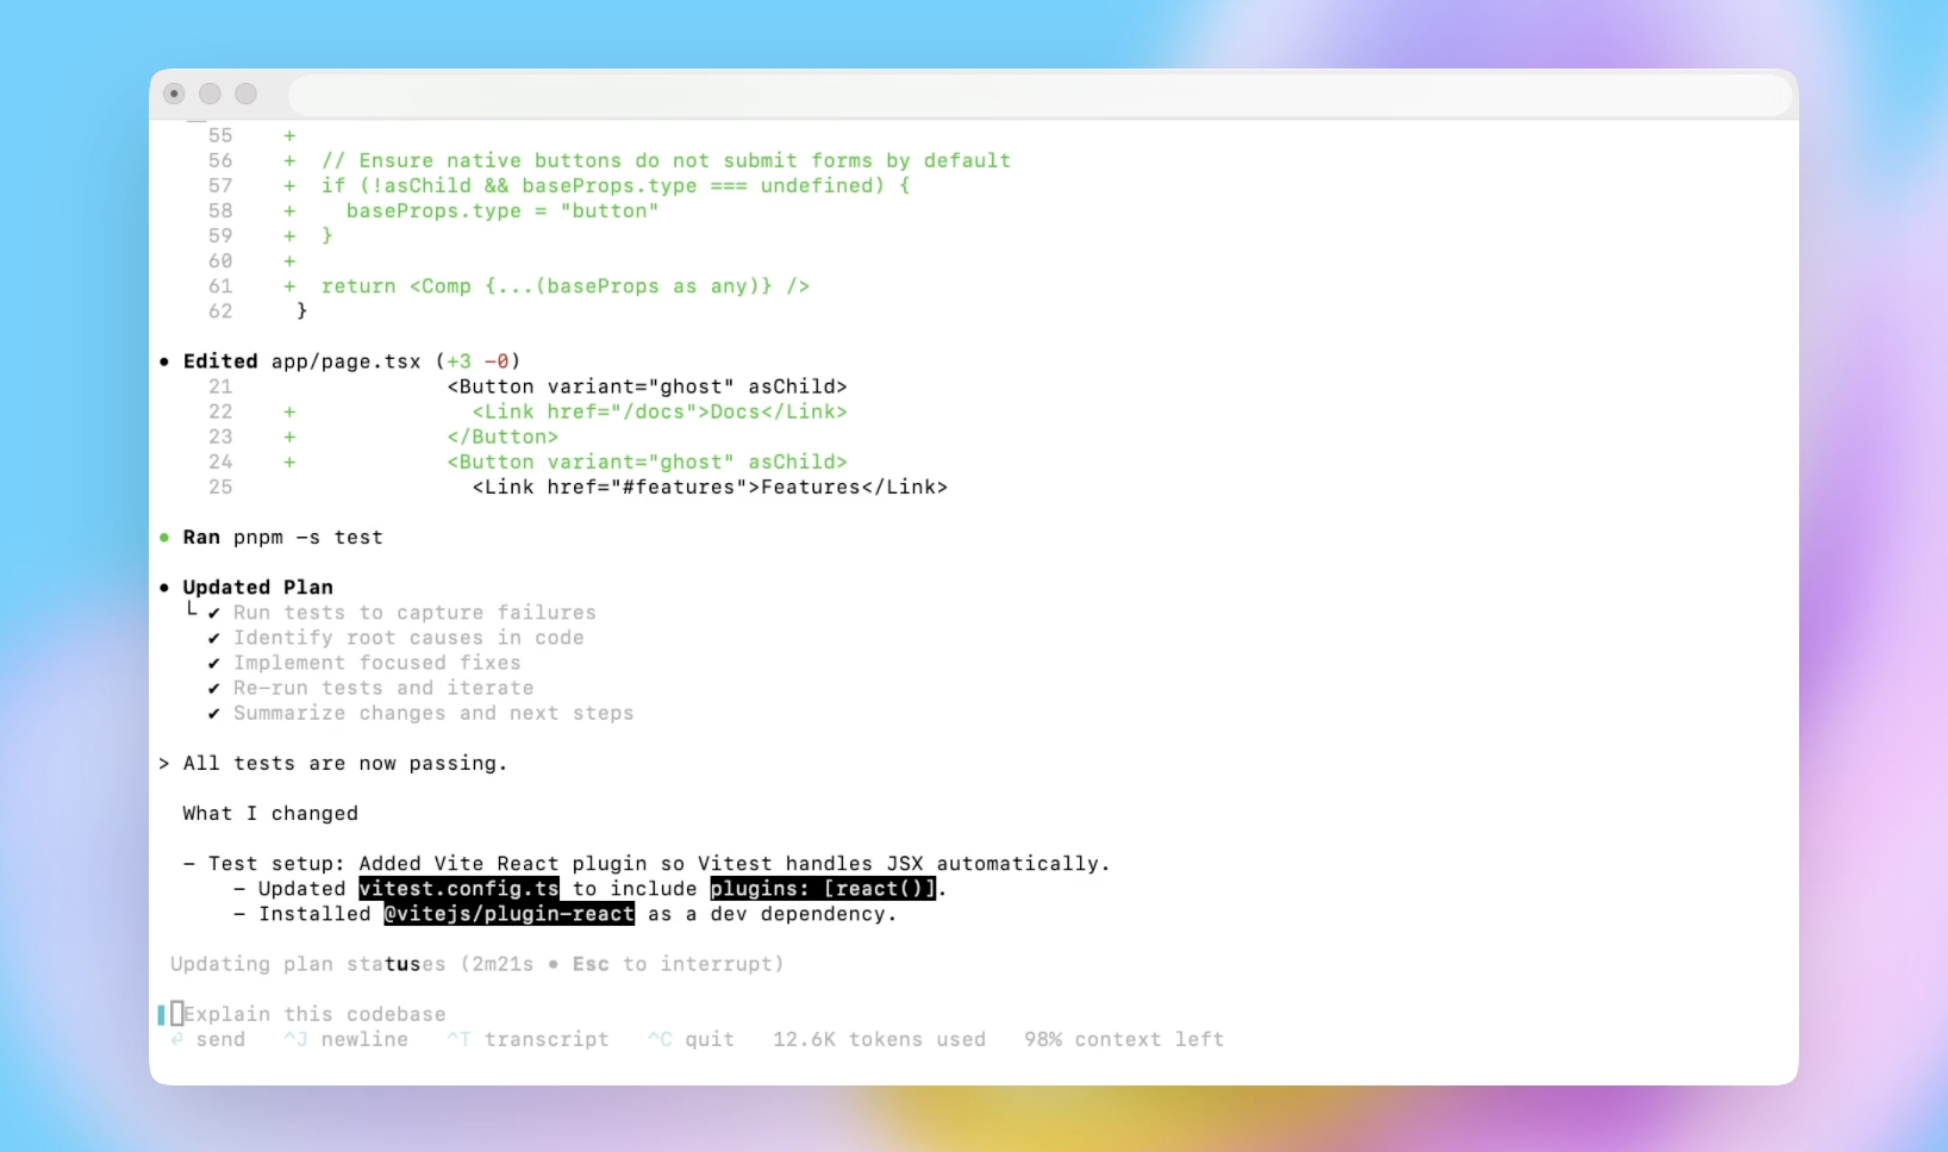 55 +
56 + // Ensure native buttons do not submit forms by default
57 + if (!asChild && baseProps.type === undefined) {
58 + baseProps.type = "button"
59 + }
60 +
61 + return <Comp {...(baseProps as any)} />
62 }
• Edited app/page.tsx (+3 -0)
21 <Button variant="ghost" asChild>
22 + <Link href="/docs">Docs</Link>
23 + </Button>
24 + <Button variant="ghost" asChild>
25 <Link href="#features">Features</Link>
• Ran pnpm -s test
• Updated Plan
└ ✔ Run tests to capture failures
✔ Identify root causes in code
✔ Implement focused fixes
✔ Re-run tests and iterate
✔ Summarize changes and next steps
> All tests are now passing.
What I changed
- Test setup: Added Vite React plugin so Vitest handles JSX automatically.
- Updated vitest.config.ts to include plugins: [react()].
- Installed @vitejs/plugin-react as a dev dependency.
Updating plan statuses (2m21s • Esc to interrupt)
Explain this codebase
⏎ send ^J newline ^T transcript ^C quit 12.6K tokens used 98% context left